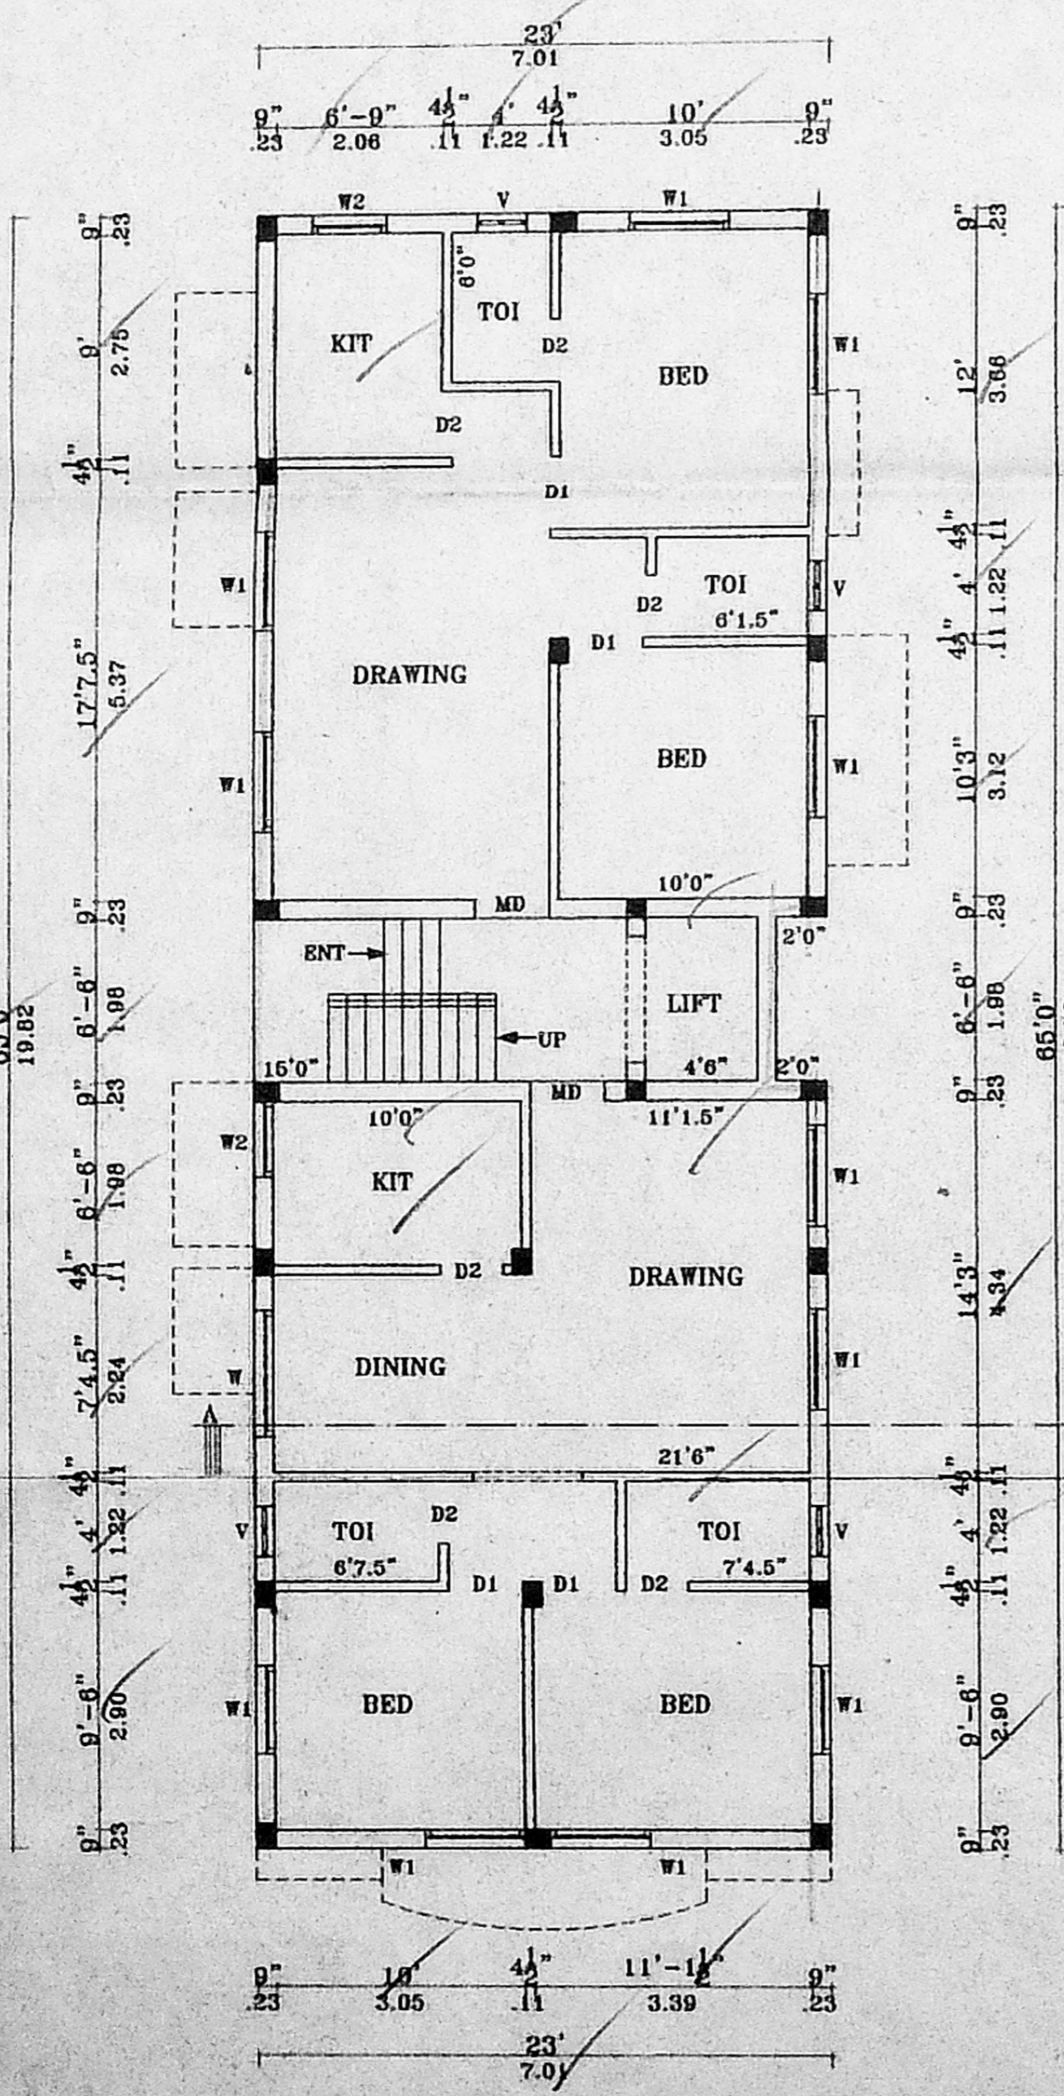 23'
7.01
9" 6'-9" 4½" 4' 4½" 10' 9"
.23 2.06 .11 1.22 .11 3.05 .23
W2 V W1
9" .23
9" .23
6'0"
TOI
KIT
D2
W1
BED
9' 2.75
12' 3.66
D2
4½" .11
D1
4½" .11
W1
TOI
V
4' 1.22
D2
6'1.5"
D1
4½" .11
DRAWING
17'7.5" 5.37
BED
W1
10'3" 3.12
W1
10'0"
9" .23
MD
9" .23
2'0"
ENT
LIFT
6'-6" 1.98
6'-6" 1.98
19.82
65'0"
UP
15'0"
4'6"
2'0"
9" .23
MD
9" .23
10'0"
11'1.5"
W2
KIT
W1
6'-6" 1.98
4½" .11
D2
DRAWING
14'3" 4.34
DINING
W
W1
7'4.5" 2.24
21'6"
4½" .11
4½" .11
V
TOI
D2
TOI
V
4' 1.22
4' 1.22
6'7.5"
7'4.5"
D1 D1 D2
4½" .11
4½" .11
W1
BED
BED
W1
9'-6" 2.90
9'-6" 2.90
9" .23
9" .23
W1 W1
9" 10' 4½" 11'-1½" 9"
.23 3.05 .11 3.39 .23
23'
7.01